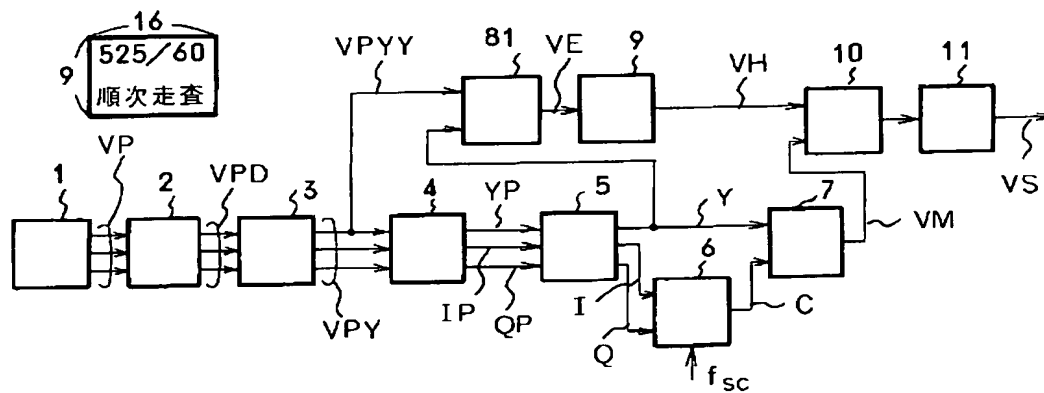 16
9
525/60
順次走査
VPYY
81
VE
9
VH
10
11
VS
1
VP
2
VPD
3
VPY
4
YP
IP
QP
5
Y
I
Q
6
fsc
C
7
VM